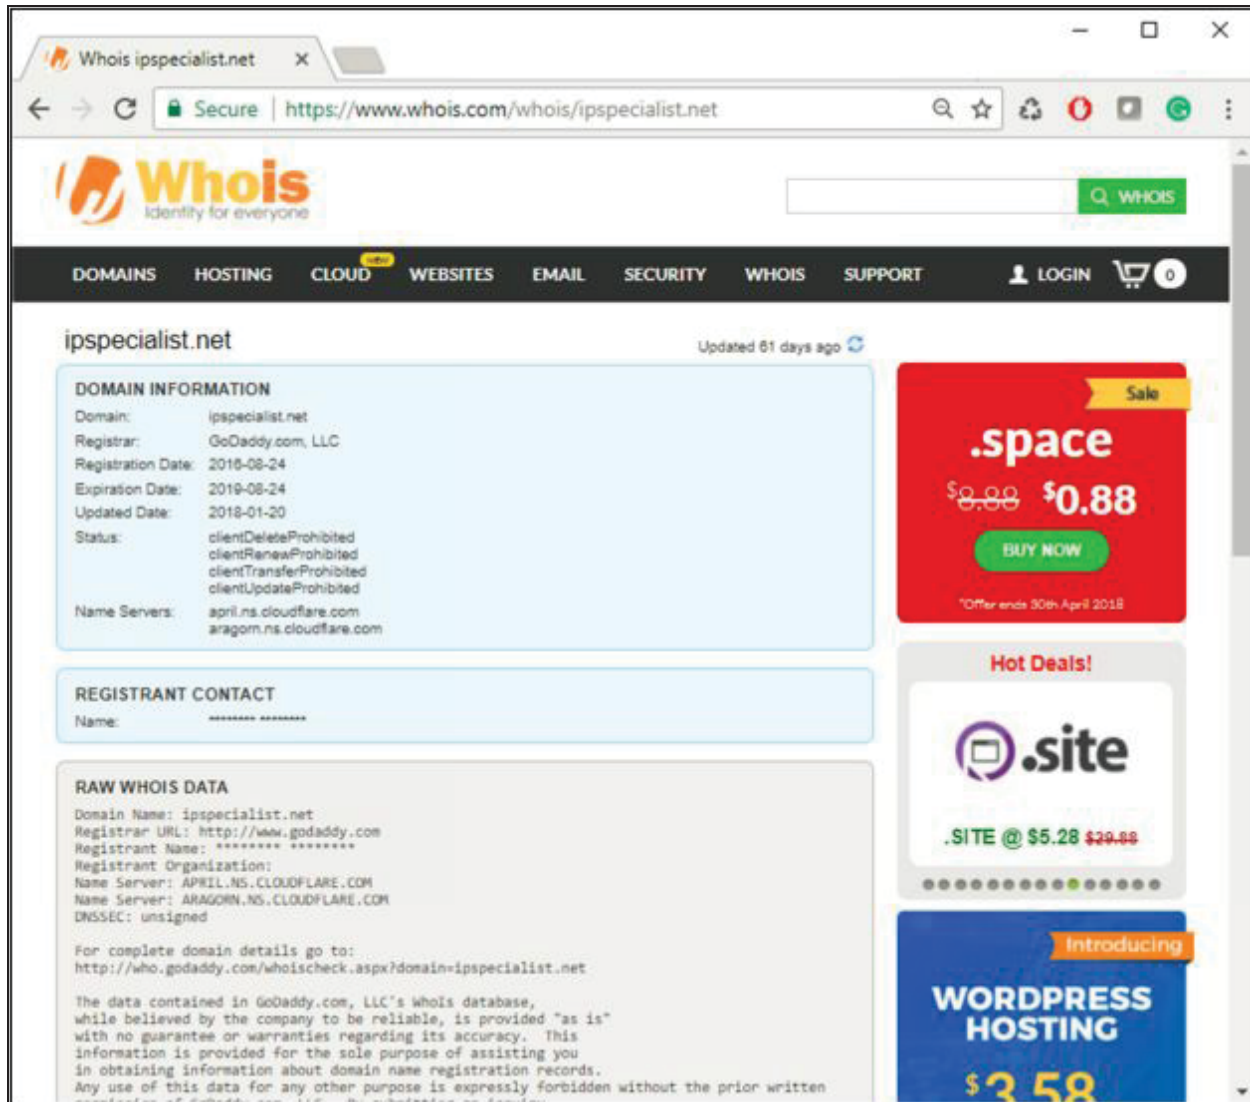 Whois ipspecialist.net
Secure | https://www.whois.com/whois/ipspecialist.net
Whois
Identity for everyone
WHOIS
DOMAINS HOSTING CLOUD NEW WEBSITES EMAIL SECURITY WHOIS SUPPORT LOGIN 0
ipspecialist.net
Updated 61 days ago
DOMAIN INFORMATION
Domain: ipspecialist.net
Registrar: GoDaddy.com, LLC
Registration Date: 2016-08-24
Expiration Date: 2019-08-24
Updated Date: 2018-01-20
Status: clientDeleteProhibited
clientRenewProhibited
clientTransferProhibited
clientUpdateProhibited
Name Servers: april.ns.cloudflare.com
aragorn.ns.cloudflare.com
REGISTRANT CONTACT
Name: ******** ********
RAW WHOIS DATA
Domain Name: ipspecialist.net
Registrar URL: http://www.godaddy.com
Registrant Name: ******** ********
Registrant Organization:
Name Server: APRIL.NS.CLOUDFLARE.COM
Name Server: ARAGORN.NS.CLOUDFLARE.COM
DNSSEC: unsigned
For complete domain details go to:
http://who.godaddy.com/whoischeck.aspx?domain=ipspecialist.net
The data contained in GoDaddy.com, LLC's WhoIs database,
while believed by the company to be reliable, is provided "as is"
with no guarantee or warranties regarding its accuracy. This
information is provided for the sole purpose of assisting you
in obtaining information about domain name registration records.
Any use of this data for any other purpose is expressly forbidden without the prior written
Sale
.space
$8.88 $0.88
BUY NOW
*Offer ends 30th April 2018
Hot Deals!
.site
.SITE @ $5.28 $29.88
Introducing
WORDPRESS
HOSTING
$3.58